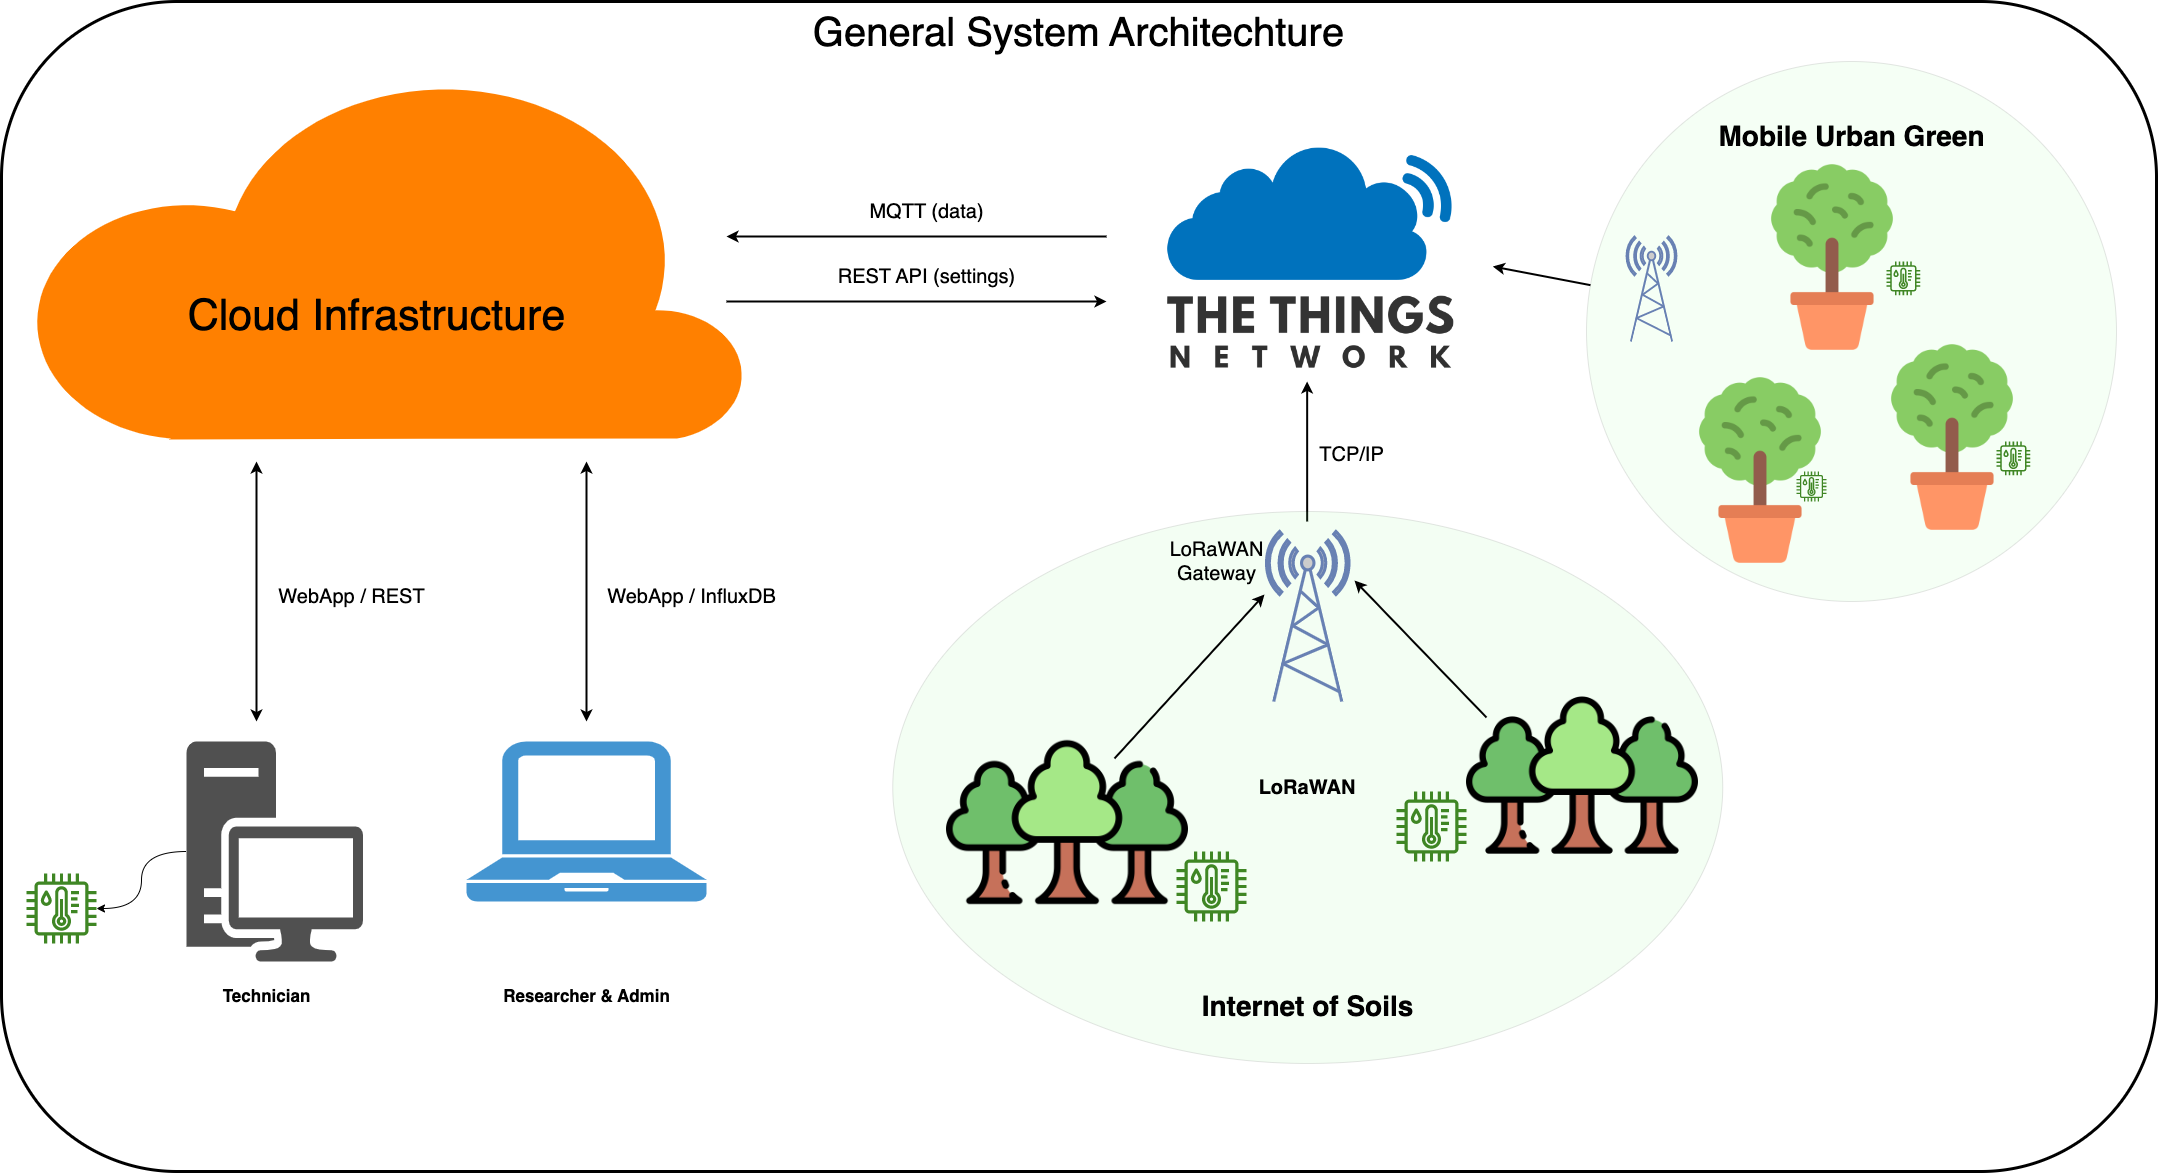 General System Architechture
Mobile Urban Green
MQTT (data)
REST API (settings)
Cloud Infrastructure
THE THINGS
NETWORK
TCP/IP
LoRaWAN
Gateway
WebApp / REST
WebApp / InfluxDB
LoRaWAN
Technician
Researcher & Admin
Internet of Soils